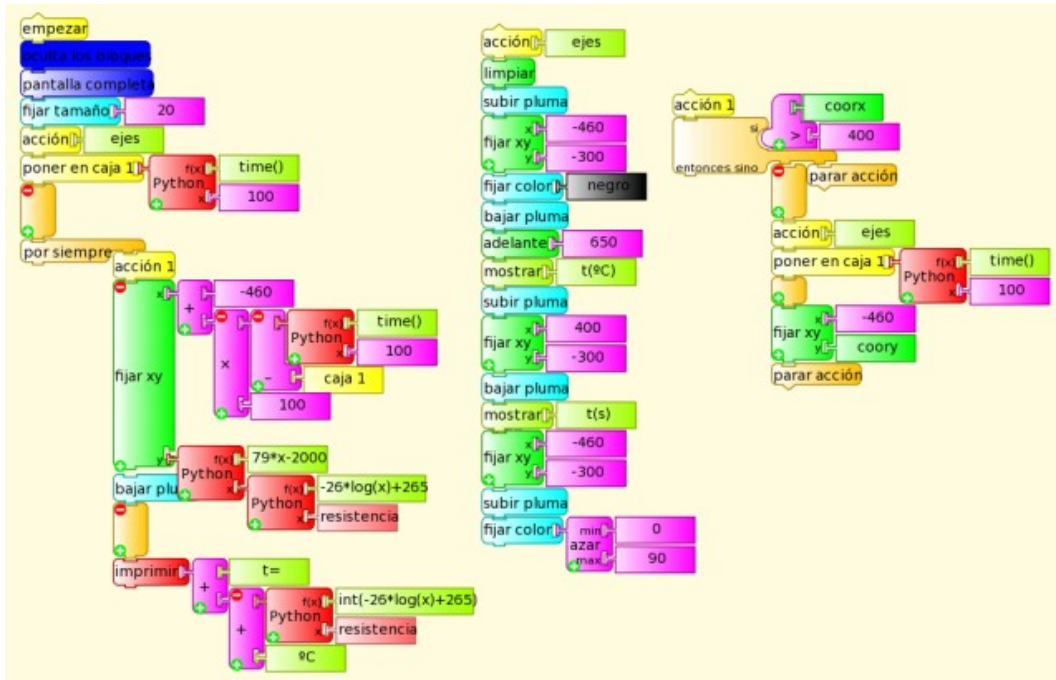 empezar
oculta los bloques
pantalla completa
fijar tamaño 20
acción ejes
poner en caja 1 Python f(x) time()
x 100
por siempre
acción 1
fijar xy x + -460
× - Python f(x) time()
x 100
caja 1
100
y Python f(x) 79*x-2000
x Python f(x) -26*log(x)+265
x resistencia
bajar plu
imprimir + t=
+ Python f(x) int(-26*log(x)+265)
x resistencia
ºC
acción ejes
limpiar
subir pluma
fijar xy x -460
y -300
fijar color negro
bajar pluma
adelante 650
mostrar t(ºC)
subir pluma
fijar xy x 400
y -300
bajar pluma
mostrar t(s)
fijar xy x -460
y -300
subir pluma
fijar color azar min 0
max 90
acción 1
si coorx
> 400
entonces sino
parar acción
acción ejes
poner en caja 1 Python f(x) time()
x 100
fijar xy x -460
y coory
parar acción